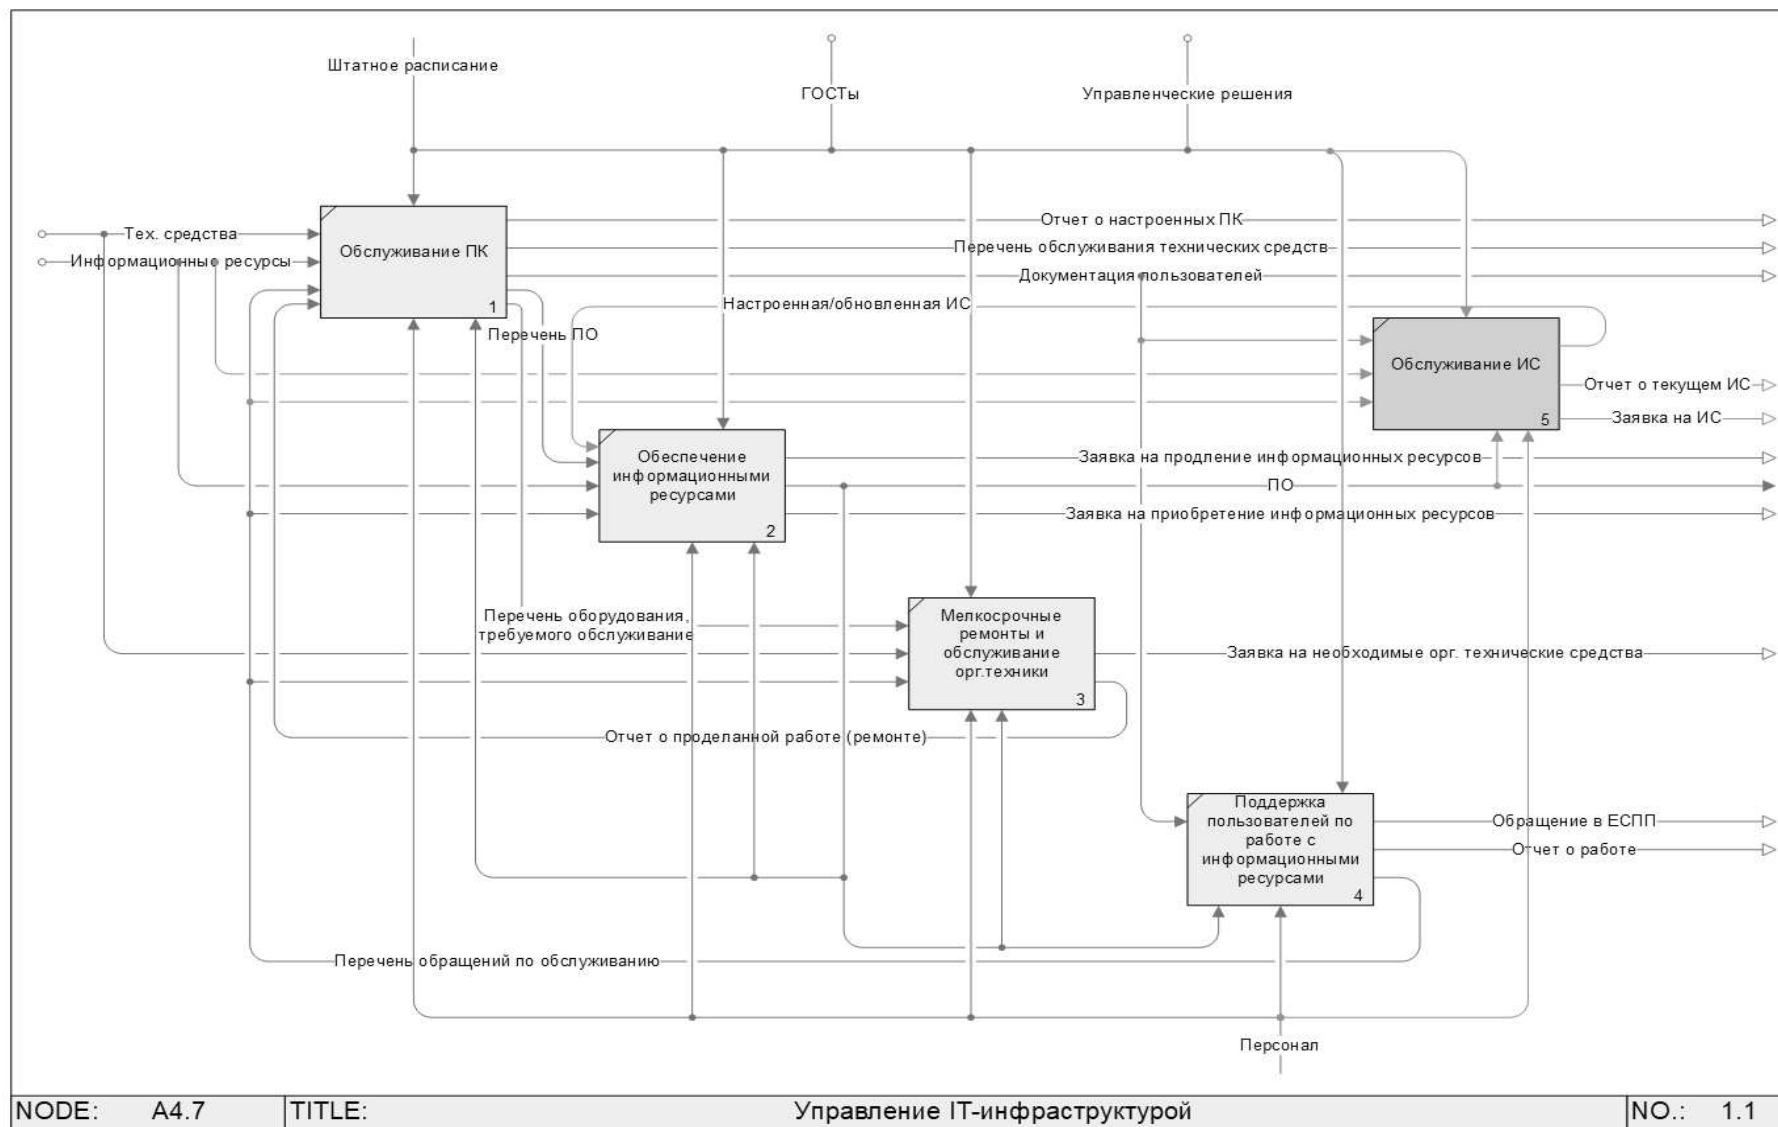 Штатное расписание
ГОСТы
Управленческие решения
Тех. средства
Информационные ресурсы
Обслуживание ПК
1
Отчет о настроенных ПК
Перечень обслуживания технических средств
Документация пользователей
Настроенная/обновленная ИС
Перечень ПО
Обслуживание ИС
5
Отчет о текущем ИС
Заявка на ИС
Обеспечение
информационными
ресурсами
2
Заявка на продление информационных ресурсов
ПО
Заявка на приобретение информационных ресурсов
Перечень оборудования,
требуемого обслуживание
Мелкосрочные
ремонты и
обслуживание
орг.техники
3
Заявка на необходимые орг. технические средства
Отчет о проделанной работе (ремонте)
Поддержка
пользователей по
работе с
информационными
ресурсами
4
Обращение в ЕСПП
Отчет о работе
Перечень обращений по обслуживанию
Персонал
NODE: A4.7 TITLE: Управление IT-инфраструктурой NO.: 1.1